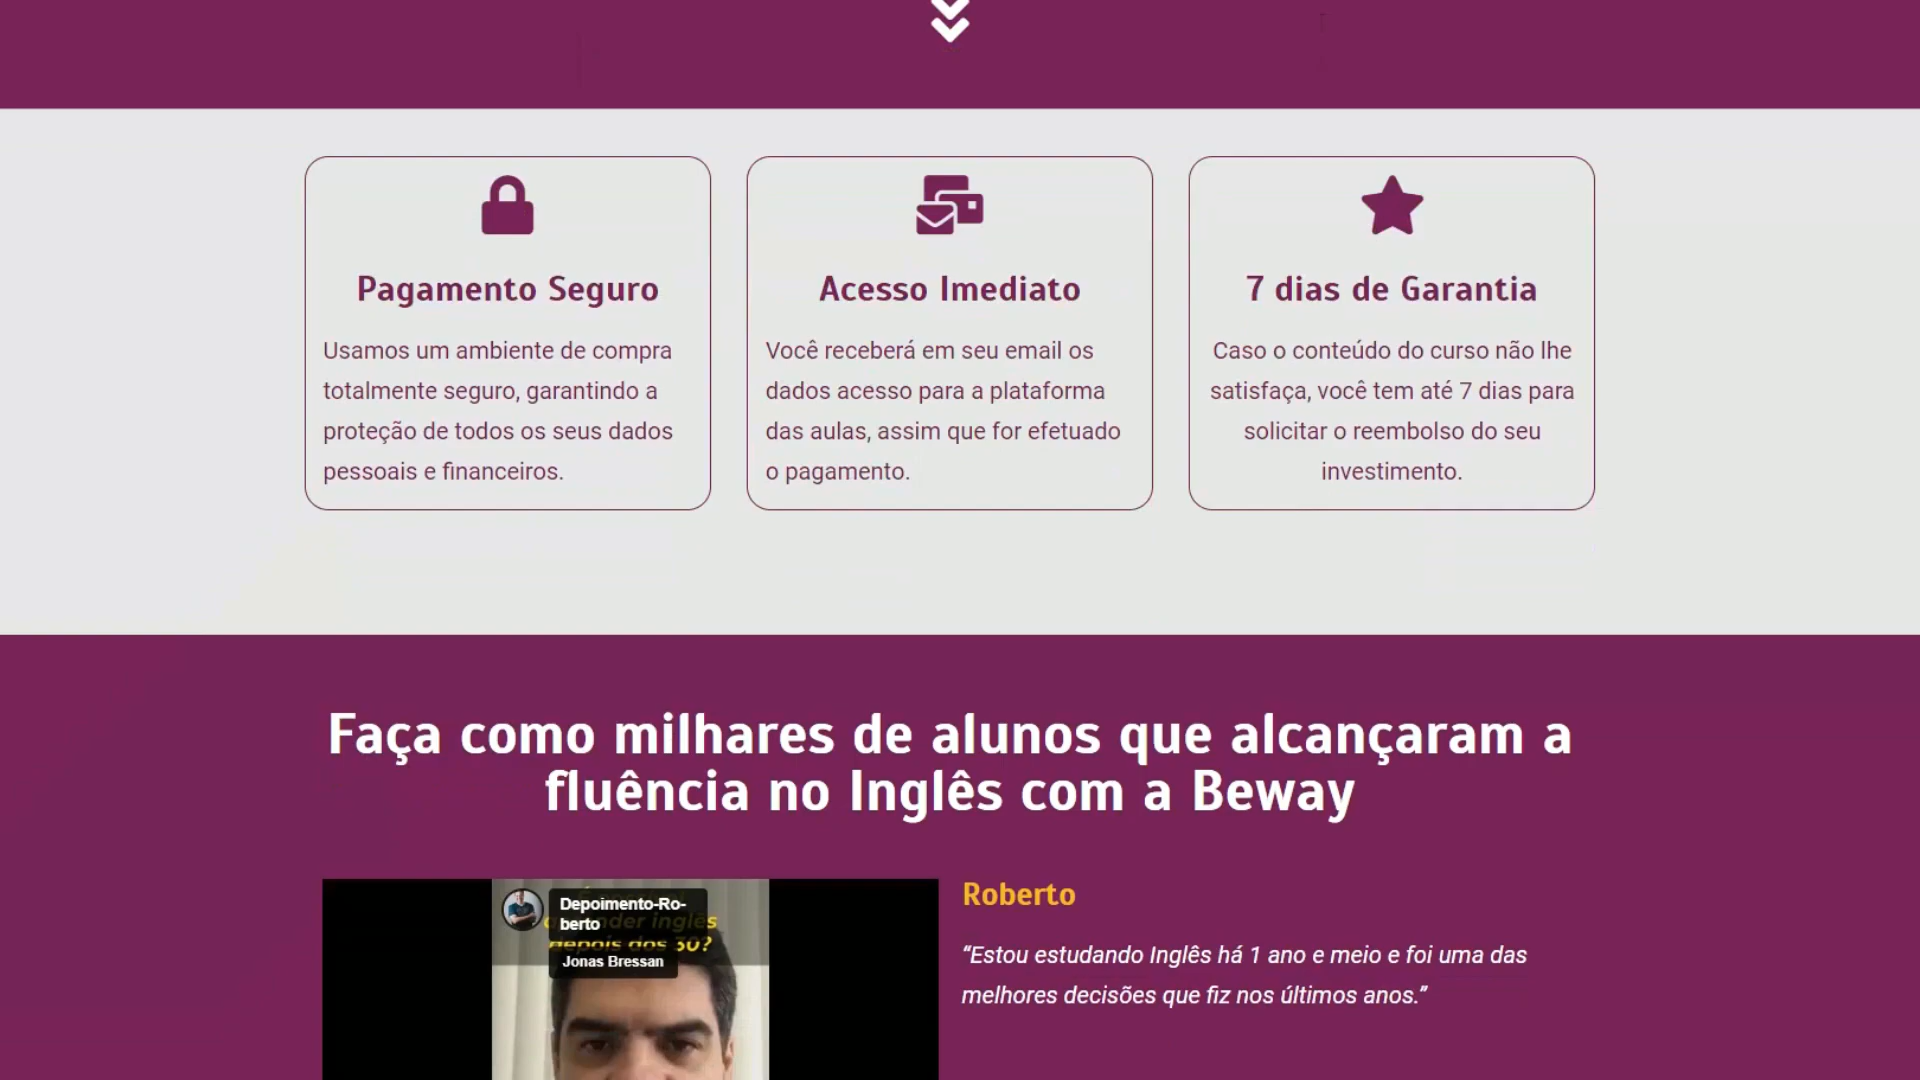 Pagamento Seguro
Usamos um ambiente de compra
totalmente seguro, garantindo a
proteção de todos os seus dados
pessoais e financeiros.
Acesso Imediato
Você receberá em seu email os
dados acesso para a plataforma
das aulas, assim que for efetuado
o pagamento.
7 dias de Garantia
Caso o conteúdo do curso não lhe
satisfaça, você tem até 7 dias para
solicitar o reembolso do seu
investimento.
Faça como milhares de alunos que alcançaram a
fluência no Inglês com a Beway
Depoimento-Ro-
berto
inglês
depois dos 30?
Jonas Bressan
Roberto
“Estou estudando Inglês há 1 ano e meio e foi uma das
melhores decisões que fiz nos últimos anos.”